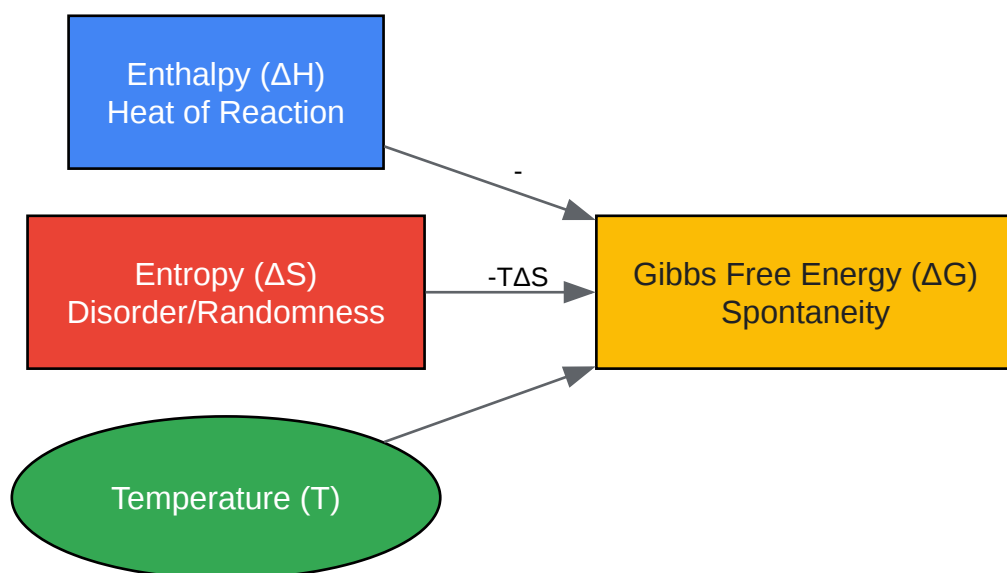 Enthalpy (ΔH)
Heat of Reaction
-
Entropy (ΔS)
Disorder/Randomness
-TΔS
Gibbs Free Energy (ΔG)
Spontaneity
Temperature (T)